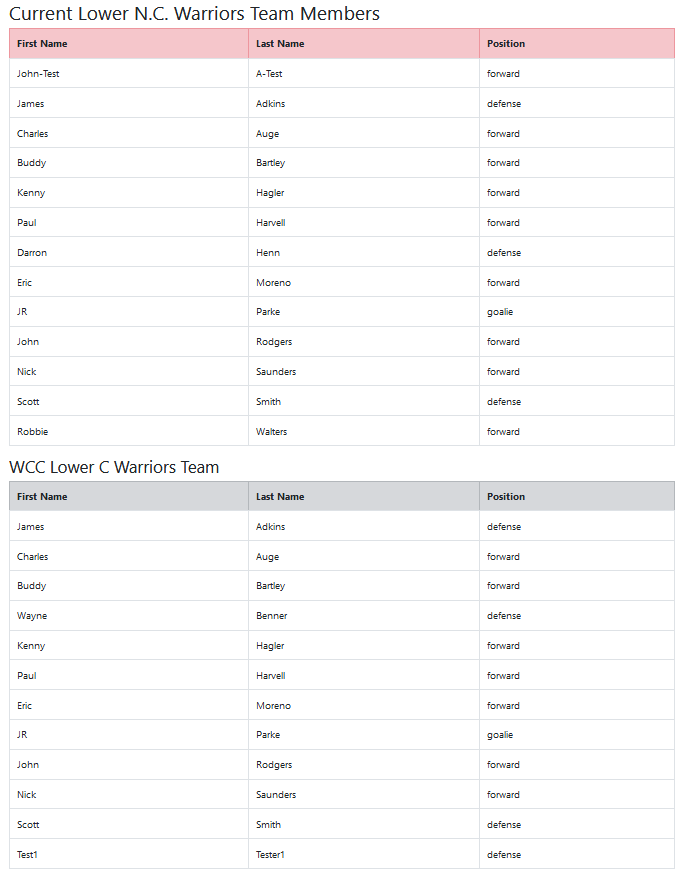 Current Lower N.C. Warriors Team Members
First Name Last Name Position
John-Test A-Test forward
James Adkins defense
Charles Auge forward
Buddy Bartley forward
Kenny Hagler forward
Paul Harvell forward
Darron Henn defense
Eric Moreno forward
JR Parke goalie
John Rodgers forward
Nick Saunders forward
Scott Smith defense
Robbie Walters forward
WCC Lower C Warriors Team
First Name Last Name Position
James Adkins defense
Charles Auge forward
Buddy Bartley forward
Wayne Benner defense
Kenny Hagler forward
Paul Harvell forward
Eric Moreno forward
JR Parke goalie
John Rodgers forward
Nick Saunders forward
Scott Smith defense
Test1 Tester1 defense